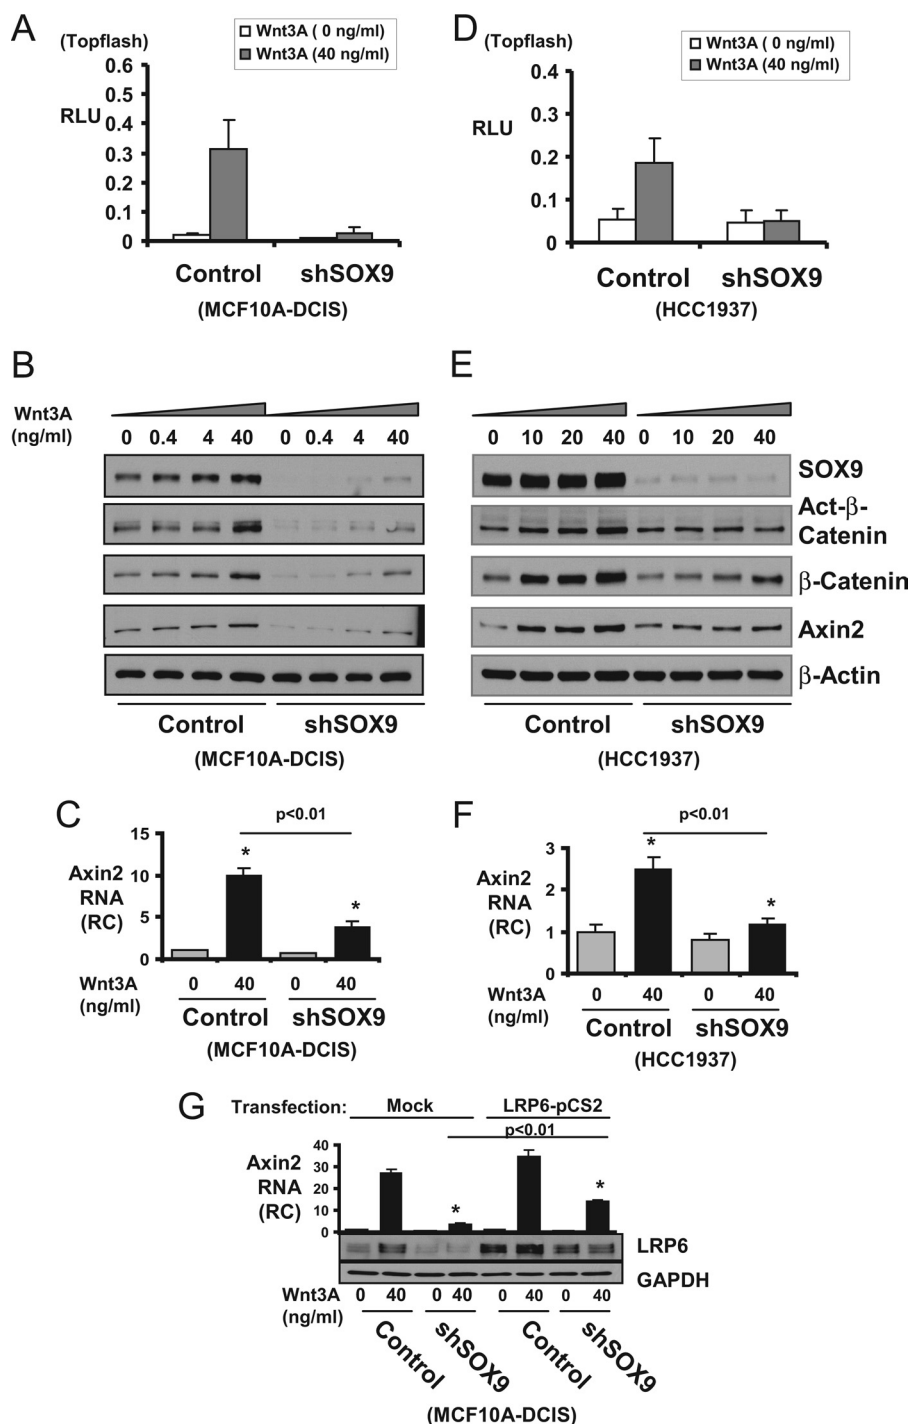 A
(Topflash)
Wnt3A ( 0 ng/ml)
Wnt3A (40 ng/ml)
RLU
0.6
0.5
0.4
0.3
0.2
0.1
0
Control shSOX9
(MCF10A-DCIS)
D
(Topflash)
Wnt3A ( 0 ng/ml)
Wnt3A (40 ng/ml)
RLU
0.4
0.3
0.2
0.1
0
Control shSOX9
(HCC1937)
B
Wnt3A
(ng/ml)
0 0.4 4 40 0 0.4 4 40
Control shSOX9
(MCF10A-DCIS)
E
0 10 20 40 0 10 20 40
SOX9
Act-β-
Catenin
β-Catenin
Axin2
β-Actin
Control shSOX9
(HCC1937)
C
p<0.01
Axin2
RNA
(RC)
15
10
5
0
* *
Wnt3A
(ng/ml)
0 40 0 40
Control shSOX9
(MCF10A-DCIS)
F
p<0.01
Axin2
RNA
(RC)
3
2
1
0
* *
Wnt3A
(ng/ml)
0 40 0 40
Control shSOX9
(HCC1937)
G
Transfection: Mock LRP6-pCS2
p<0.01
Axin2
RNA
(RC)
40
30
20
10
0
* *
LRP6
GAPDH
Wnt3A
(ng/ml)
0 40 0 40 0 40 0 40
Control shSOX9 Control shSOX9
(MCF10A-DCIS)